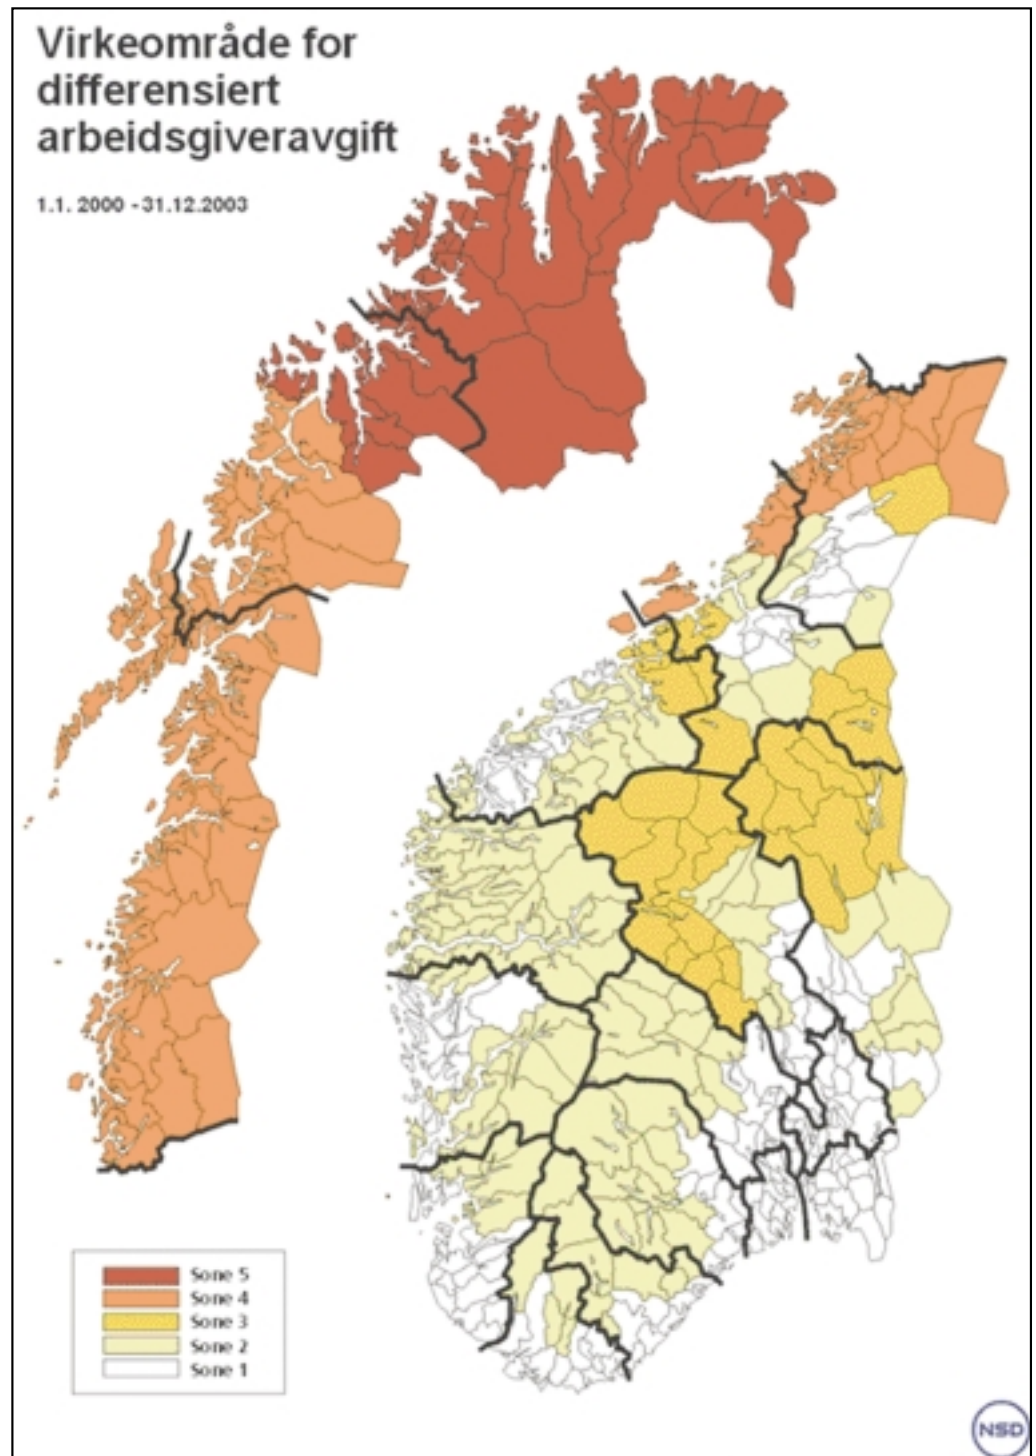 Virkeområde for
differensiert
arbeidsgiveravgift
1.1. 2000 -31.12.2003
Sone 5
Sone 4
Sone 3
Sone 2
Sone 1
NSD